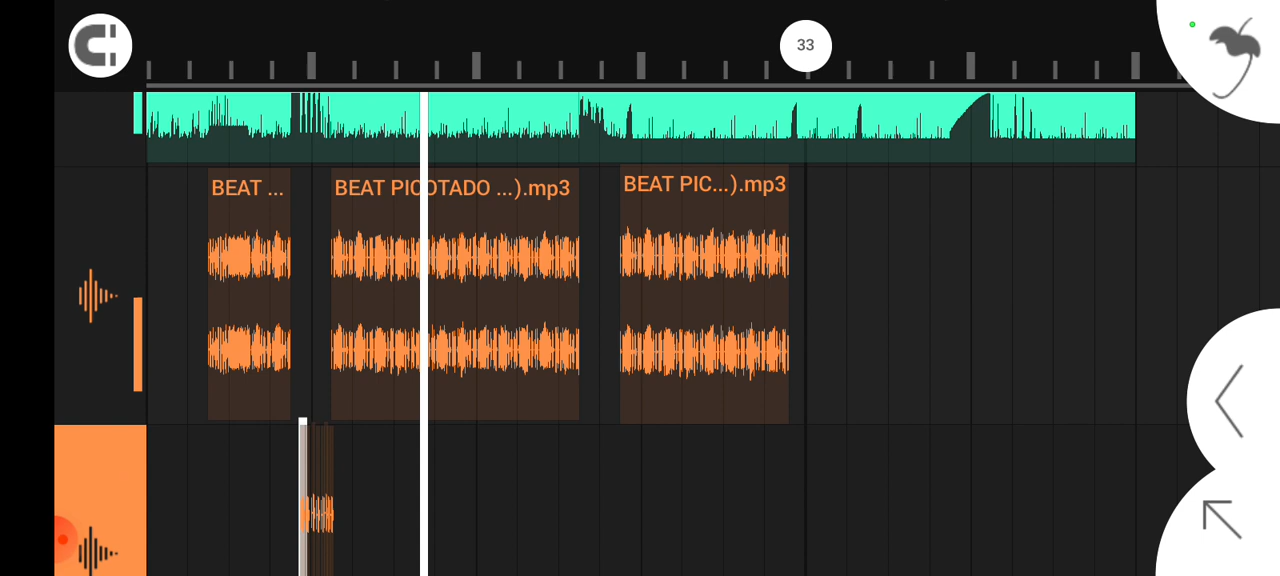 33
BEAT ...
BEAT PICOTADO ...).mp3
BEAT PIC...).mp3